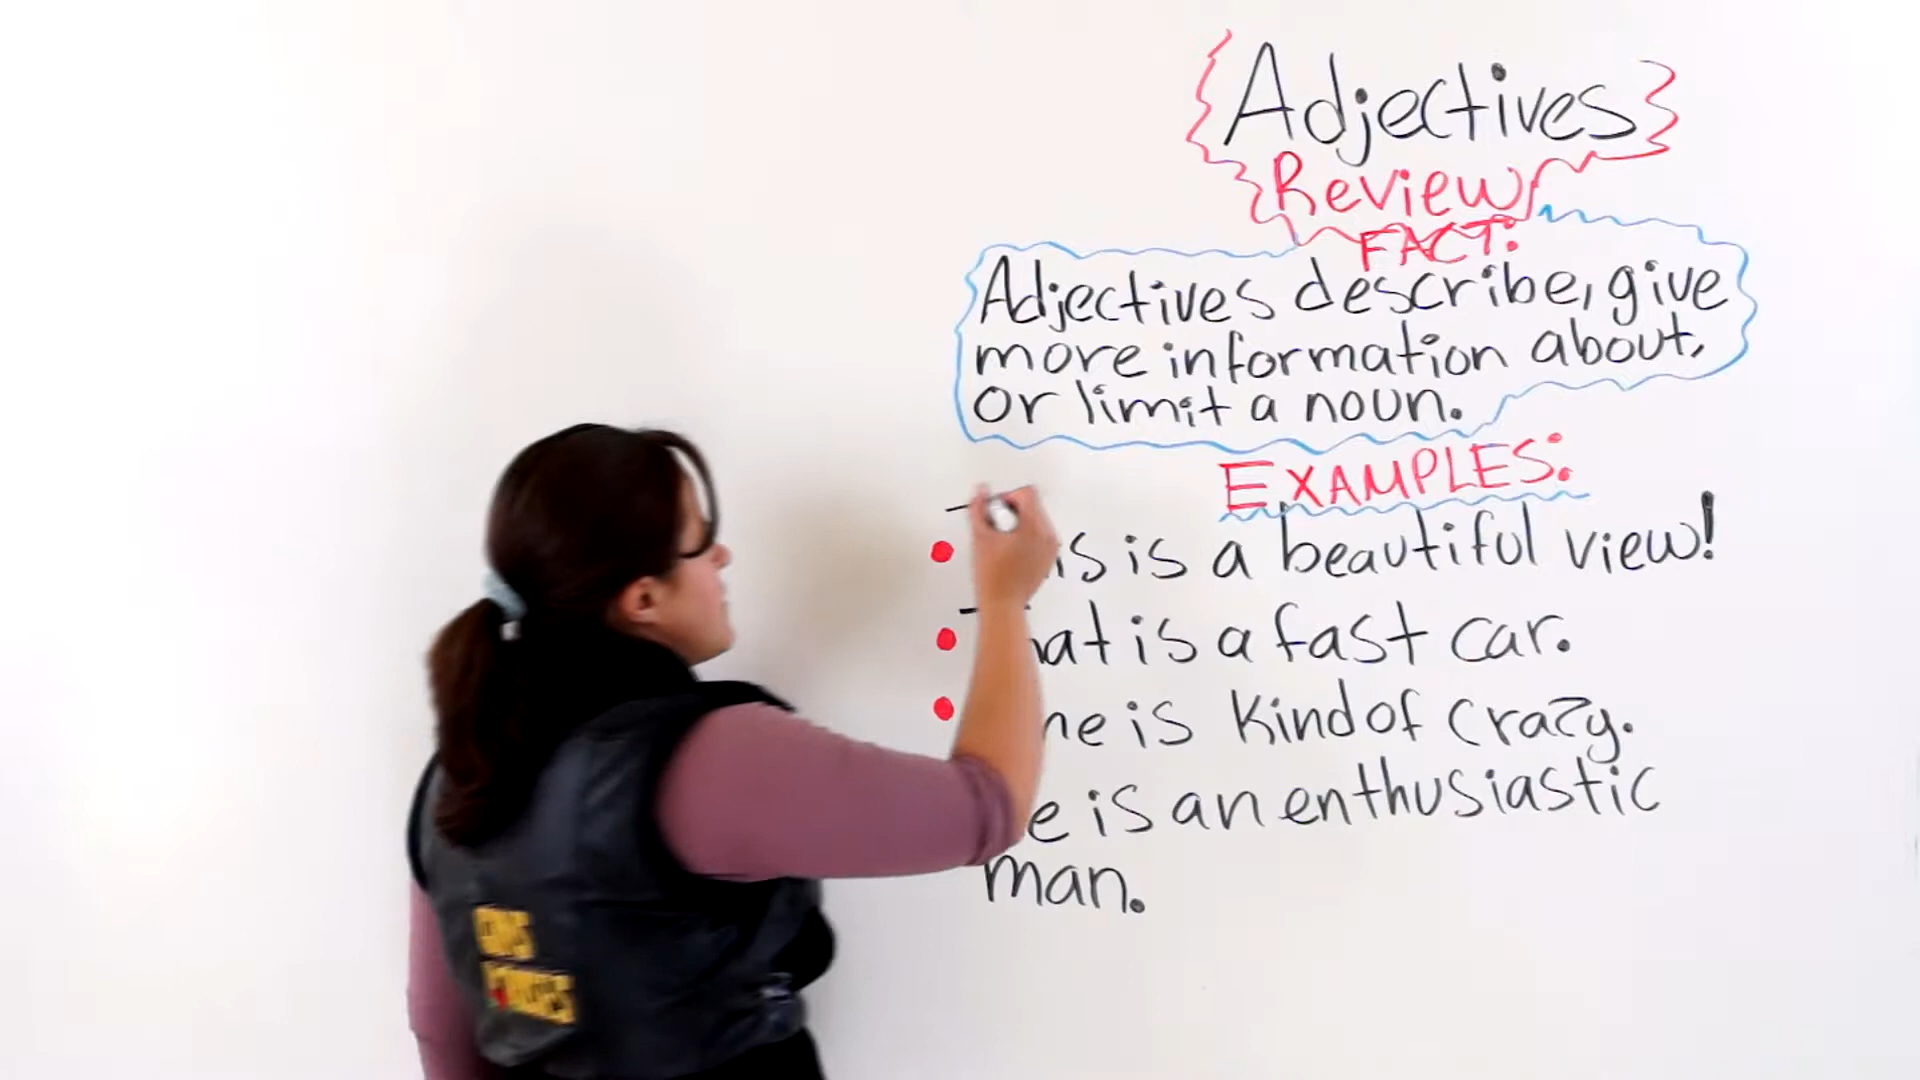 Adjectives
Review
FACT:
Adjectives describe, give
more information about,
or limit a noun.
EXAMPLES:
is a beautiful view!
is a fast car.
is kind of crazy.
is an enthusiastic
man.